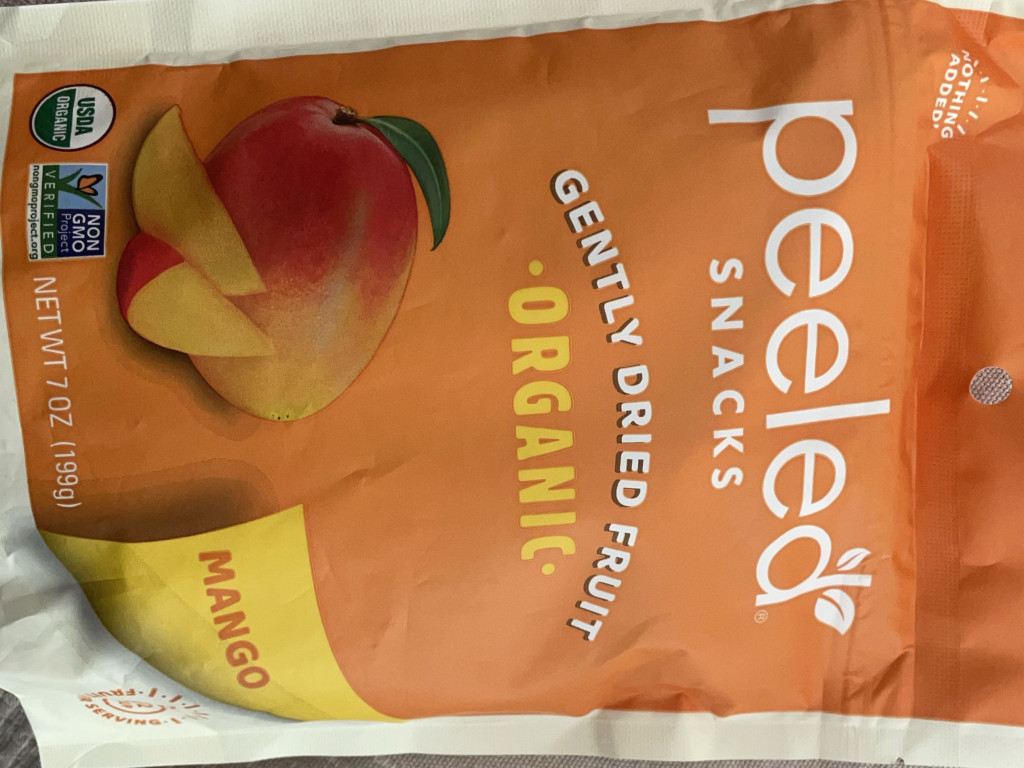 NOTHING
ADDED.
peeled®
SNACKS
GENTLY DRIED FRUIT
·ORGANIC·
MANGO
USDA
ORGANIC
NON
GMO
Project
VERIFIED
nongmoproject.org
NET WT 7 OZ (199g)
FRUIT
SERVING